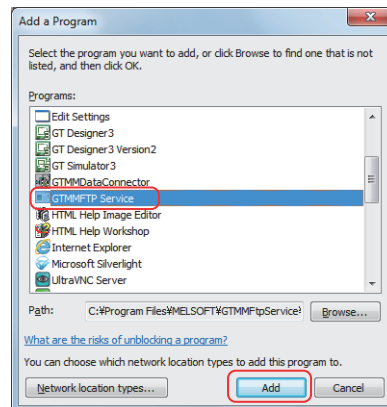 Add a Program
Select the program you want to add, or click Browse to find one that is not
listed, and then click OK.
Programs:
Edit Settings
GT Designer3
GT Designer3 Version2
GT Simulator3
GTMMDataConnector
GTMMFTP Service
HTML Help Image Editor
HTML Help Workshop
Internet Explorer
Microsoft Silverlight
UltraVNC Server
Path: C:¥Program Files¥MELSOFT¥GTMMFtpService¥ Browse...
What are the risks of unblocking a program?
You can choose which network location types to add this program to.
Network location types... Add Cancel